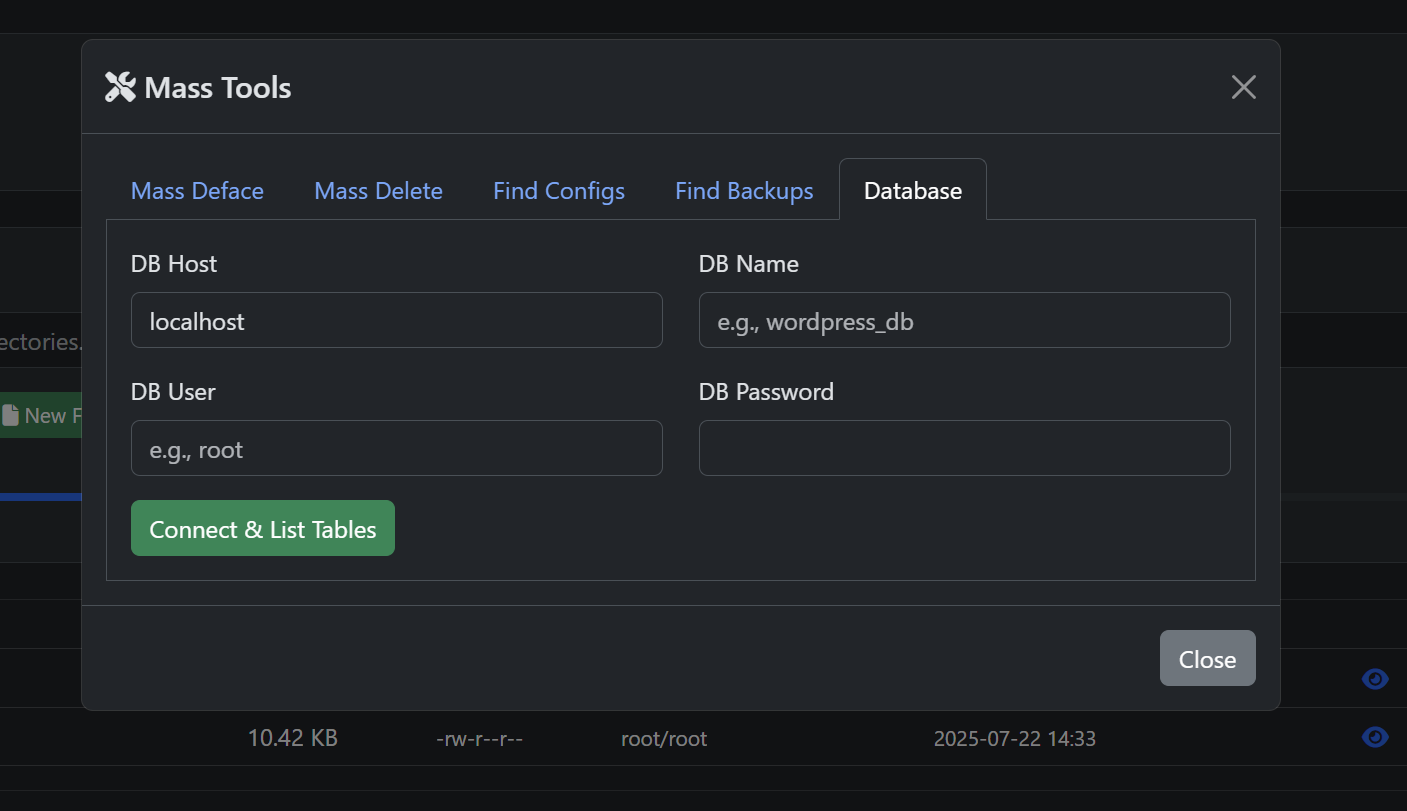 Mass Tools
Mass Deface Mass Delete Find Configs Find Backups Database
DB Host DB Name
localhost e.g., wordpress_db
ectories.
DB User DB Password
New F
e.g., root
Connect & List Tables
Close
10.42 KB -rw-r--r-- root/root 2025-07-22 14:33